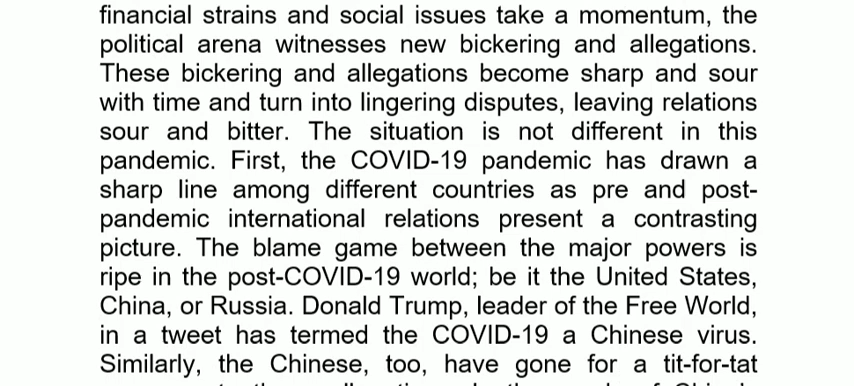 financial strains and social issues take a momentum, the
political arena witnesses new bickering and allegations.
These bickering and allegations become sharp and sour
with time and turn into lingering disputes, leaving relations
sour and bitter. The situation is not different in this
pandemic. First, the COVID-19 pandemic has drawn a
sharp line among different countries as pre and post-
pandemic international relations present a contrasting
picture. The blame game between the major powers is
ripe in the post-COVID-19 world; be it the United States,
China, or Russia. Donald Trump, leader of the Free World,
in a tweet has termed the COVID-19 a Chinese virus.
Similarly, the Chinese, too, have gone for a tit-for-tat